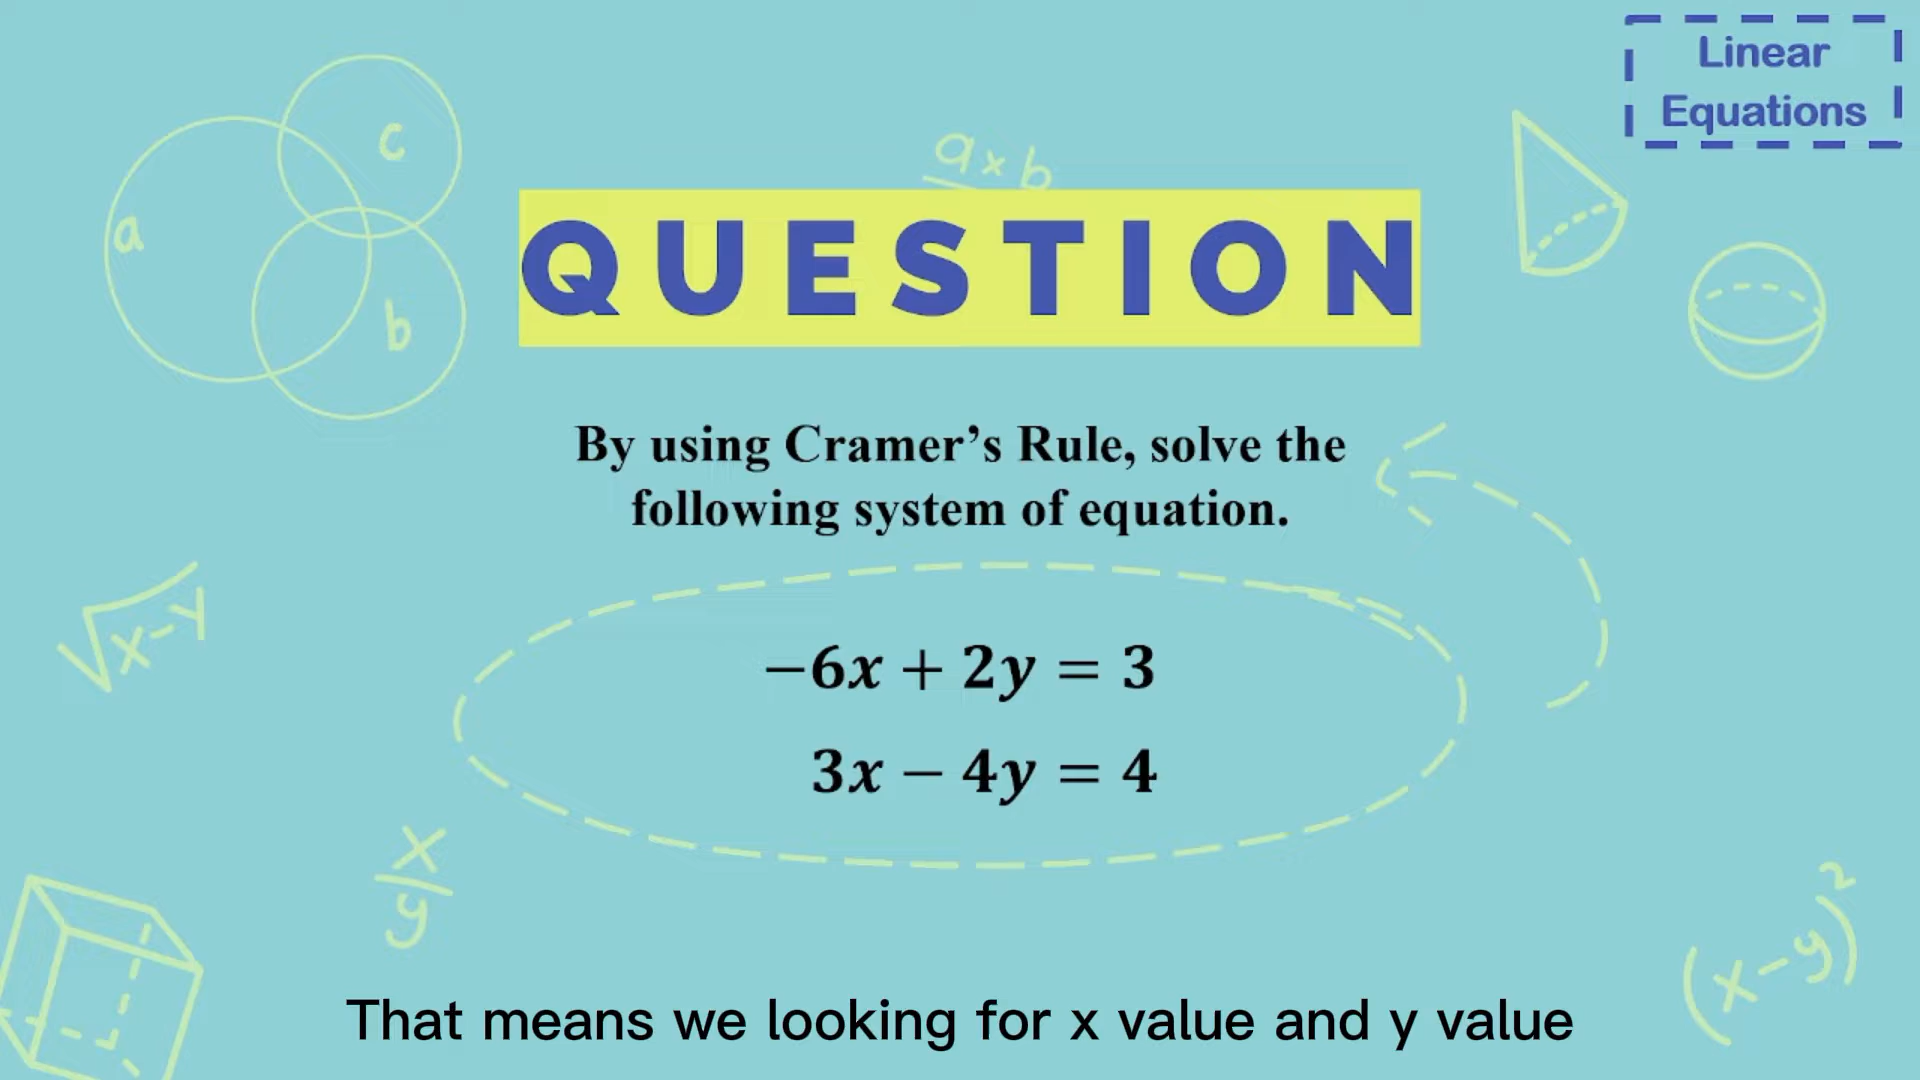 Linear
Equations
c
a
b
a×b
QUESTION
By using Cramer’s Rule, solve the
following system of equation.
√x−y
−6x + 2y = 3
3x − 4y = 4
x
y
(x−y)²
That means we looking for x value and y value